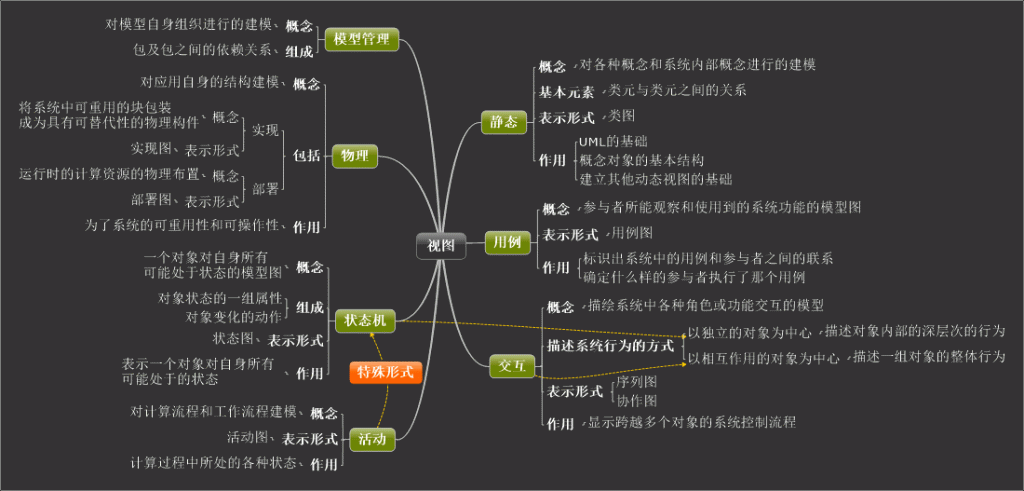 视图
模型管理
概念
对模型自身组织进行的建模
组成
包及包之间的依赖关系
物理
概念
对应用自身的结构建模
包括
实现
概念
将系统中可重用的块包装
成为具有可替代性的物理构件
表示形式
实现图
部署
概念
运行时的计算资源的物理布置
表示形式
部署图
作用
为了系统的可重用性和可操作性
状态机
概念
一个对象对自身所有
可能处于状态的模型图
组成
对象状态的一组属性
对象变化的动作
表示形式
状态图
作用
表示一个对象对自身所有
可能处于的状态
特殊形式
活动
概念
对计算流程和工作流程建模
表示形式
活动图
作用
计算过程中所处的各种状态
静态
概念
对各种概念和系统内部概念进行的建模
基本元素
类元与类元之间的关系
表示形式
类图
作用
UML的基础
概念对象的基本结构
建立其他动态视图的基础
用例
概念
参与者所能观察和使用到的系统功能的模型图
表示形式
用例图
作用
标识出系统中的用例和参与者之间的联系
确定什么样的参与者执行了那个用例
交互
概念
描绘系统中各种角色或功能交互的模型
描述系统行为的方式
以独立的对象为中心
描述对象内部的深层次的行为
以相互作用的对象为中心
描述一组对象的整体行为
表示形式
序列图
协作图
作用
显示跨越多个对象的系统控制流程